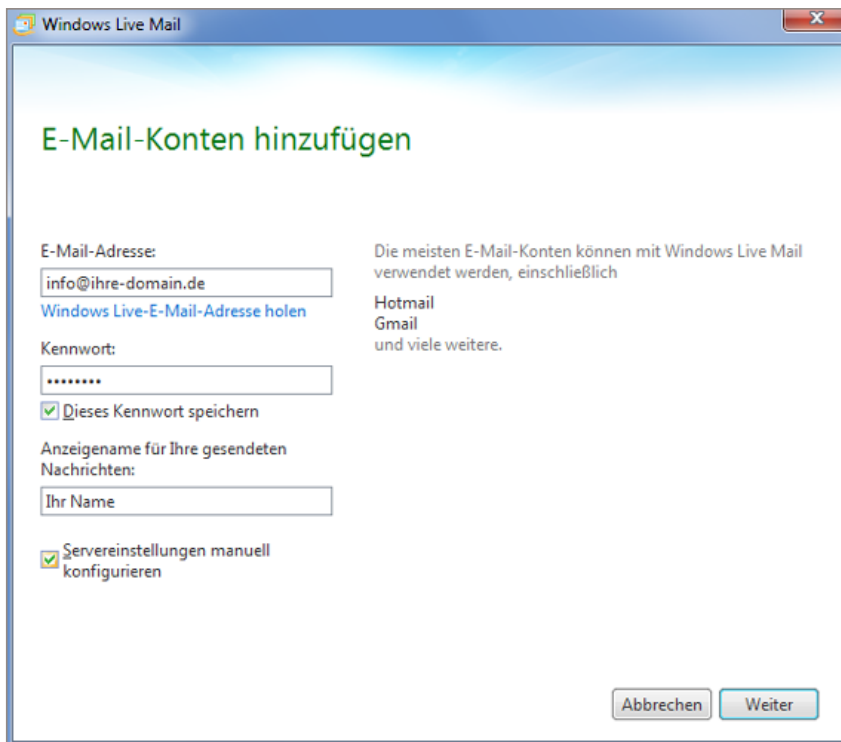 Windows Live Mail
E-Mail-Konten hinzufügen
E-Mail-Adresse:
info@ihre-domain.de
Windows Live-E-Mail-Adresse holen
Kennwort:
••••••••
Dieses Kennwort speichern
Anzeigename für Ihre gesendeten
Nachrichten:
Ihr Name
Servereinstellungen manuell
konfigurieren
Die meisten E-Mail-Konten können mit Windows Live Mail
verwendet werden, einschließlich
Hotmail
Gmail
und viele weitere.
Abbrechen
Weiter